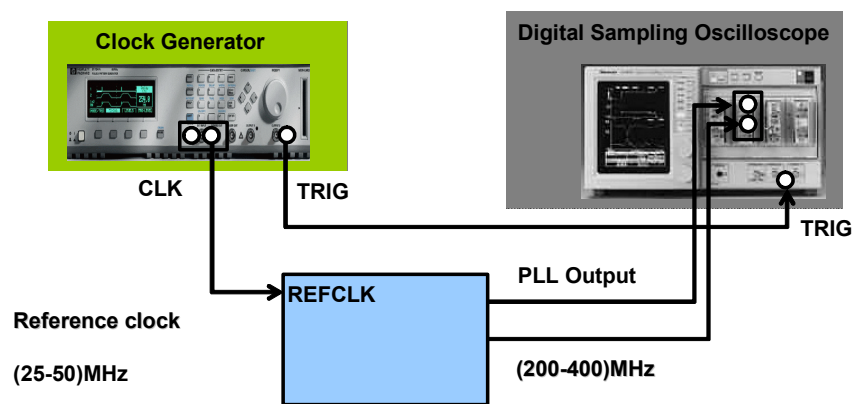 Clock Generator
Digital Sampling Oscilloscope
CLK
TRIG
TRIG
REFCLK
PLL Output
Reference clock
(25-50)MHz
(200-400)MHz